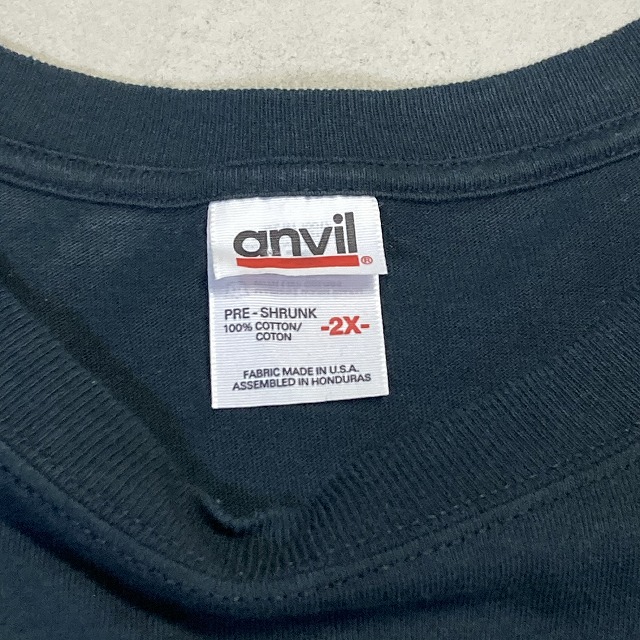 anvil®
PRE-SHRUNK
100% COTTON/
COTON
-2X-
FABRIC MADE IN U.S.A.
ASSEMBLED IN HONDURAS